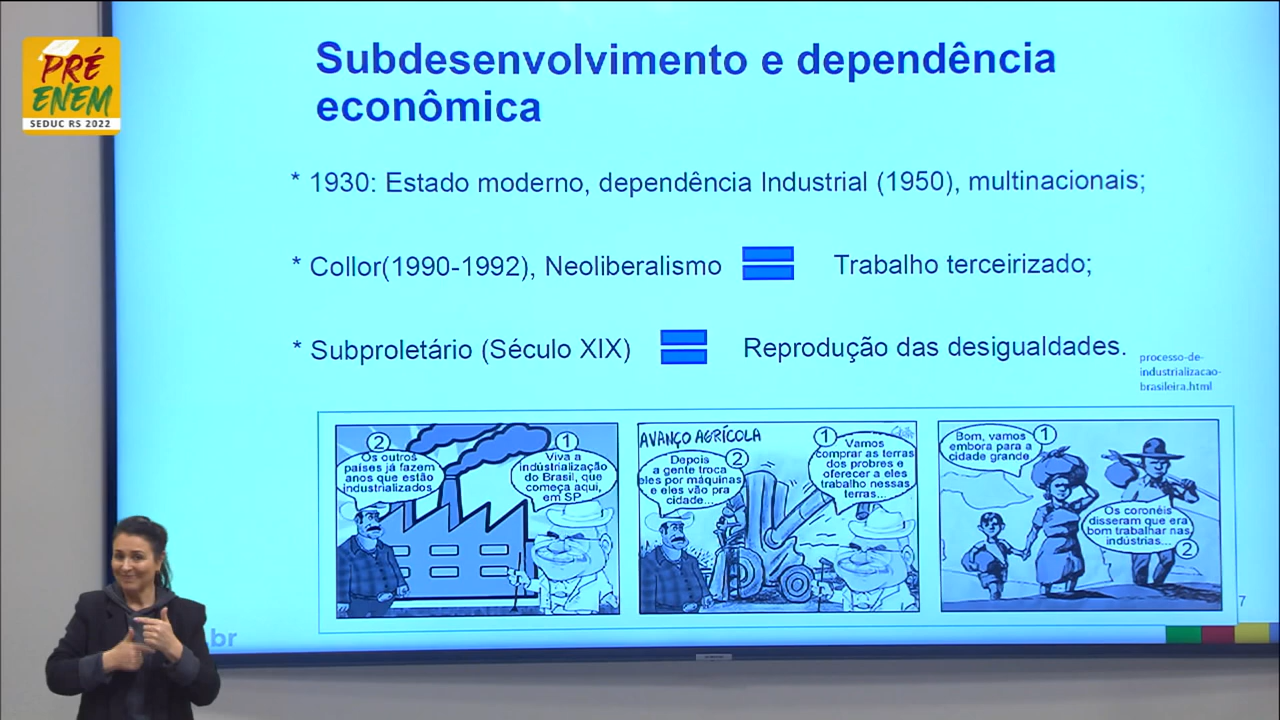 PRÉ
ENEM
SEDUC RS 2022
Subdesenvolvimento e dependência
econômica
* 1930: Estado moderno, dependência Industrial (1950), multinacionais;
* Collor(1990-1992), Neoliberalismo
Trabalho terceirizado;
* Subproletário (Século XIX)
Reprodução das desigualdades.
processo-de-
industrializacao-
brasileira.html
2
Os outros
países já fazem
anos que estão
industrializados
1
Viva a
indústrialização
do Brasil, que
começa aqui,
em SP
AVANÇO AGRÍCOLA
1
Vamos
comprar as terras
dos probres e
oferecer a eles
trabalho nessas
terras...
2
Depois
a gente troca
eles por máquinas
e eles vão pra
cidade...
Bom, vamos
embora para a
cidade grande
1
Os coronéis
disseram que era
bom trabalhar nas
indústrias...
2
7
br